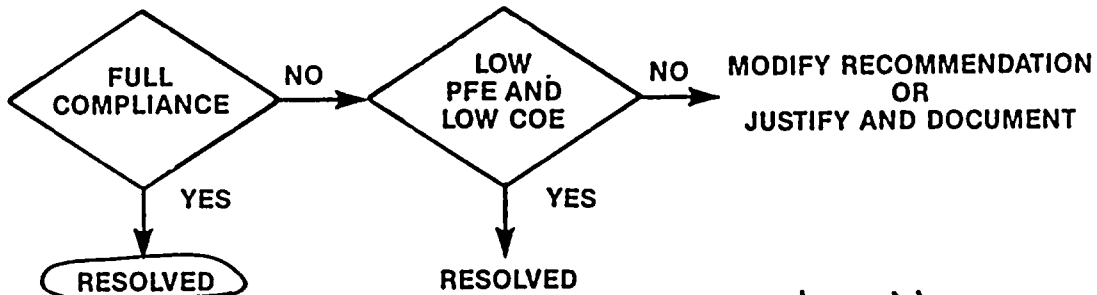 FULL
COMPLIANCE
NO
LOW
PFE AND
LOW COE
NO
MODIFY RECOMMENDATION
OR
JUSTIFY AND DOCUMENT
YES
YES
RESOLVED
RESOLVED